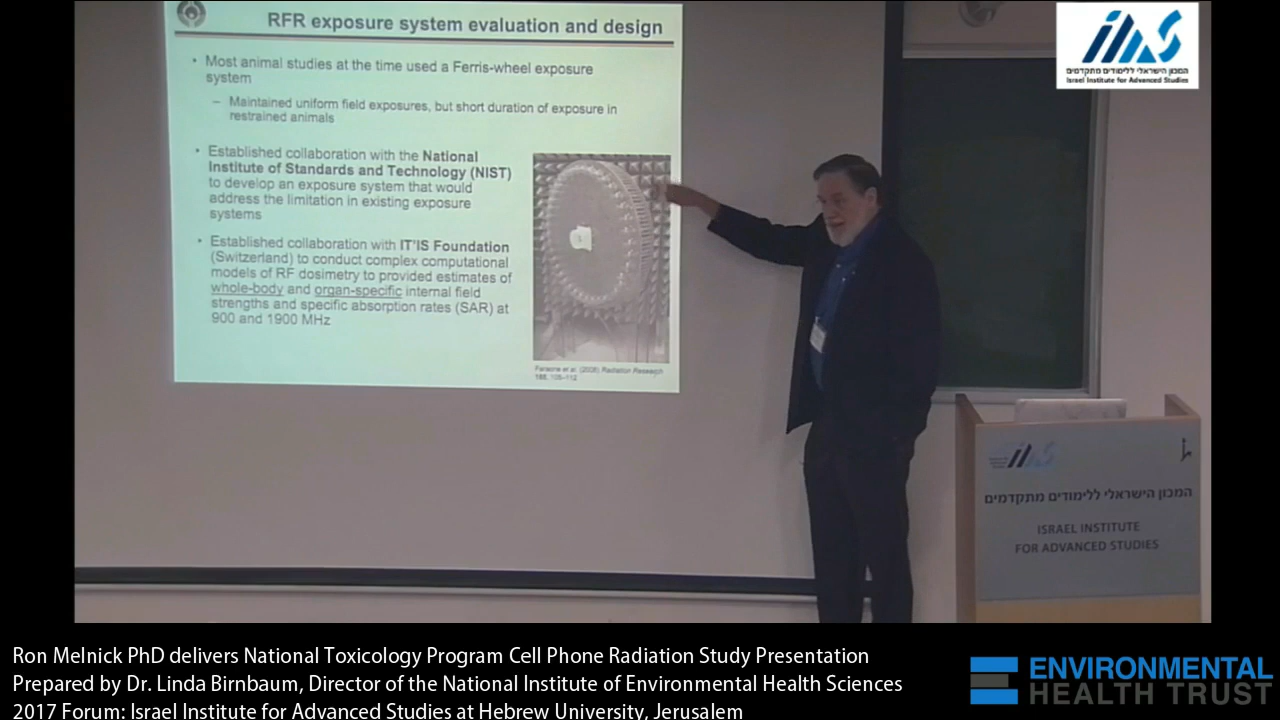 RFR exposure system evaluation and design
• Most animal studies at the time used a Ferris-wheel exposure
system
– Maintained uniform field exposures, but short duration of exposure in
restrained animals
• Established collaboration with the National
Institute of Standards and Technology (NIST)
to develop an exposure system that would
address the limitation in existing exposure
systems
• Established collaboration with IT'IS Foundation
(Switzerland) to conduct complex computational
models of RF dosimetry to provided estimates of
whole-body and organ-specific internal field
strengths and specific absorption rates (SAR) at
900 and 1900 MHz
et al. (2006) Radiation Research
IIAS
המכון הישראלי ללימודים מתקדמים
Israel Institute for Advanced Studies
המכון הישראלי ללימודים מתקדמים
ISRAEL INSTITUTE
FOR ADVANCED STUDIES
Ron Melnick PhD delivers National Toxicology Program Cell Phone Radiation Study Presentation
Prepared by Dr. Linda Birnbaum, Director of the National Institute of Environmental Health Sciences
2017 Forum: Israel Institute for Advanced Studies at Hebrew University, Jerusalem
ENVIRONMENTAL
HEALTH TRUST